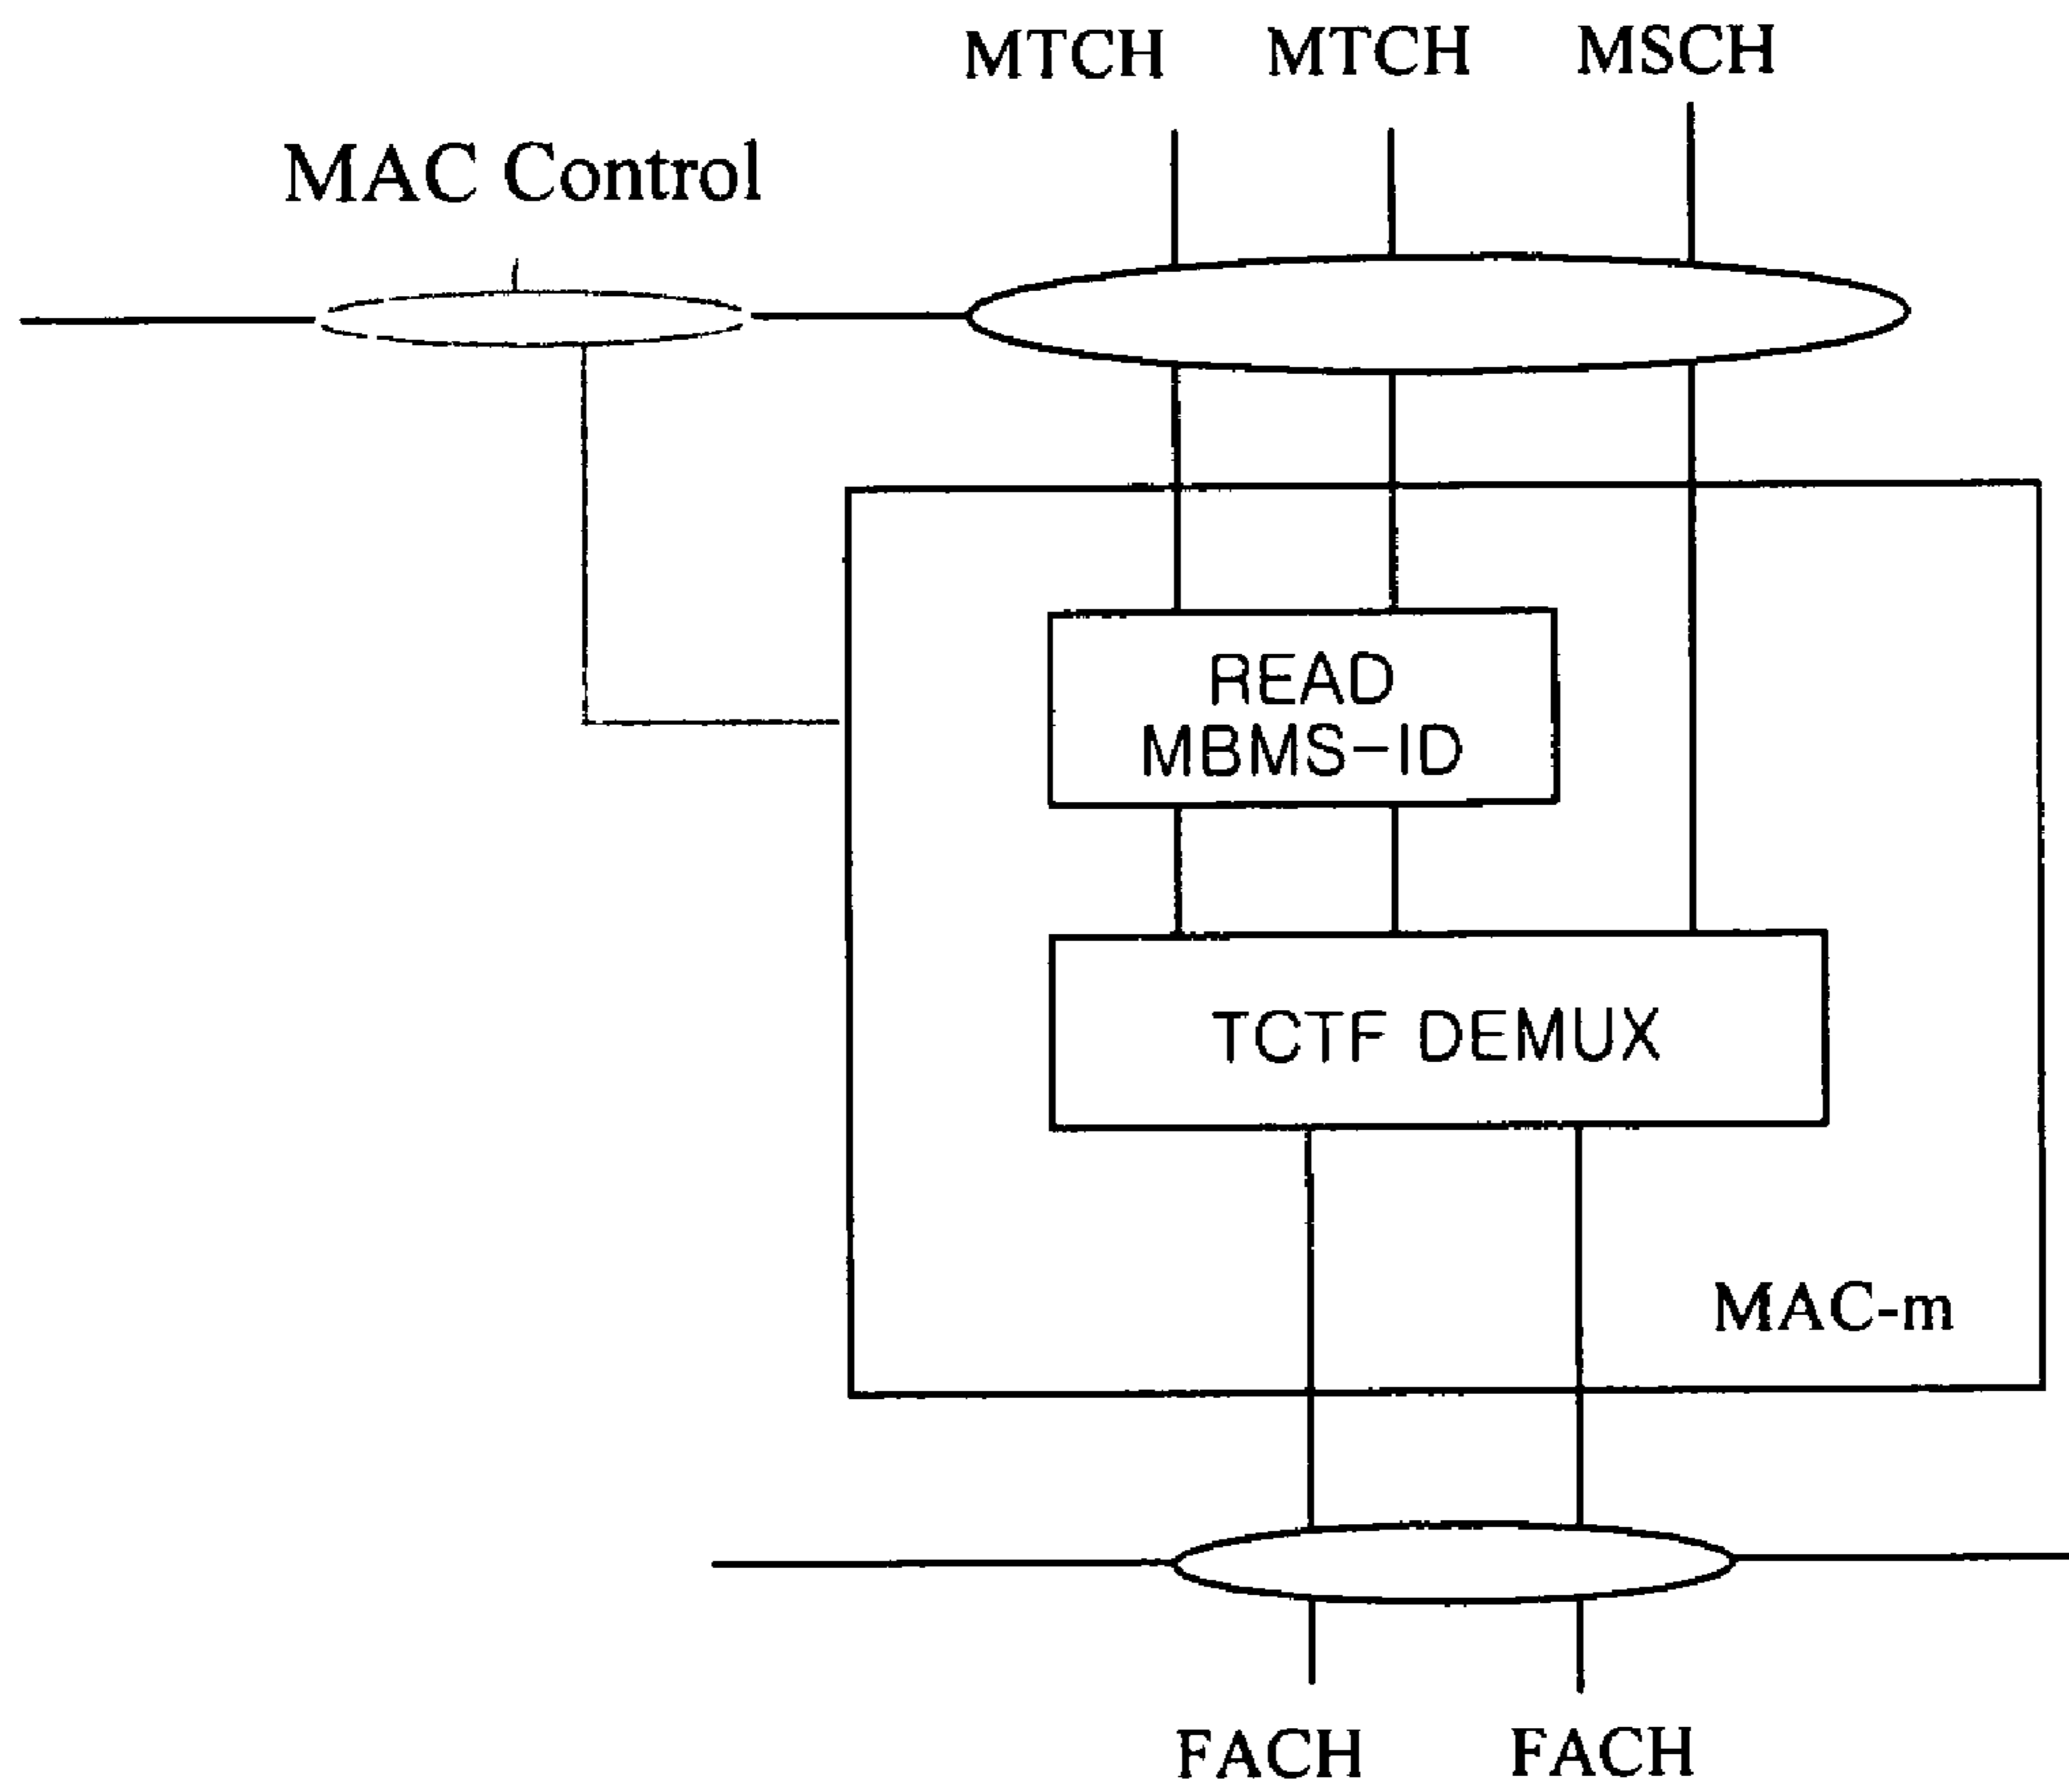 MTCH MTCH MSCH
MAC Control
READ
MBMS-ID
TCTF DEMUX
MAC-m
FACH FACH